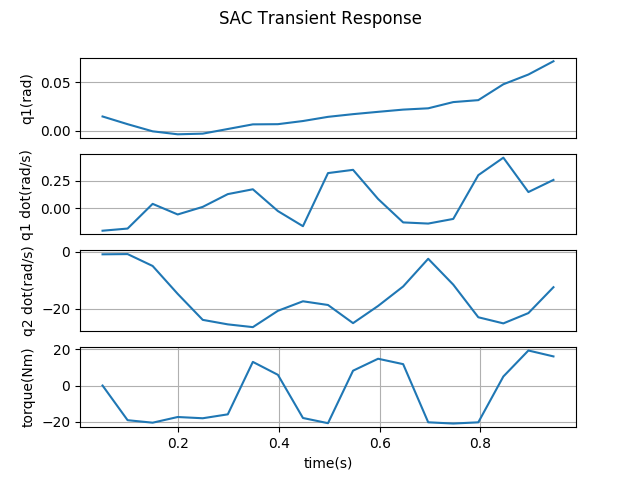 SAC Transient Response
q1(rad)
0.05
0.00
q1 dot(rad/s)
0.25
0.00
q2 dot(rad/s)
0
−20
torque(Nm)
20
0
−20
0.2 0.4 0.6 0.8
time(s)